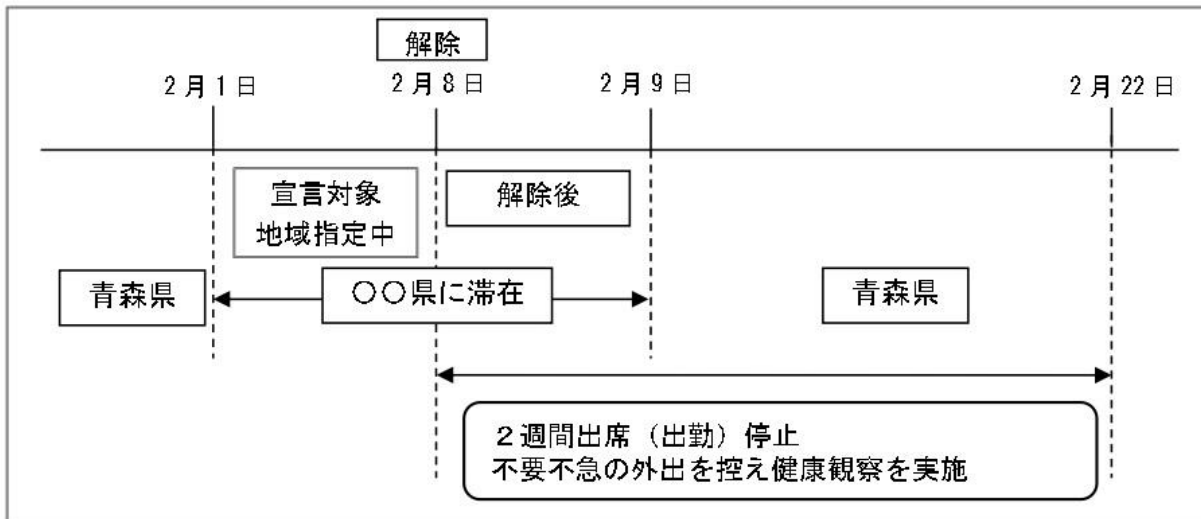 解除
2月1日
2月8日
2月9日
2月22日
宣言対象
地域指定中
解除後
青森県
〇〇県に滞在
青森県
2週間出席（出勤）停止
不要不急の外出を控え健康観察を実施